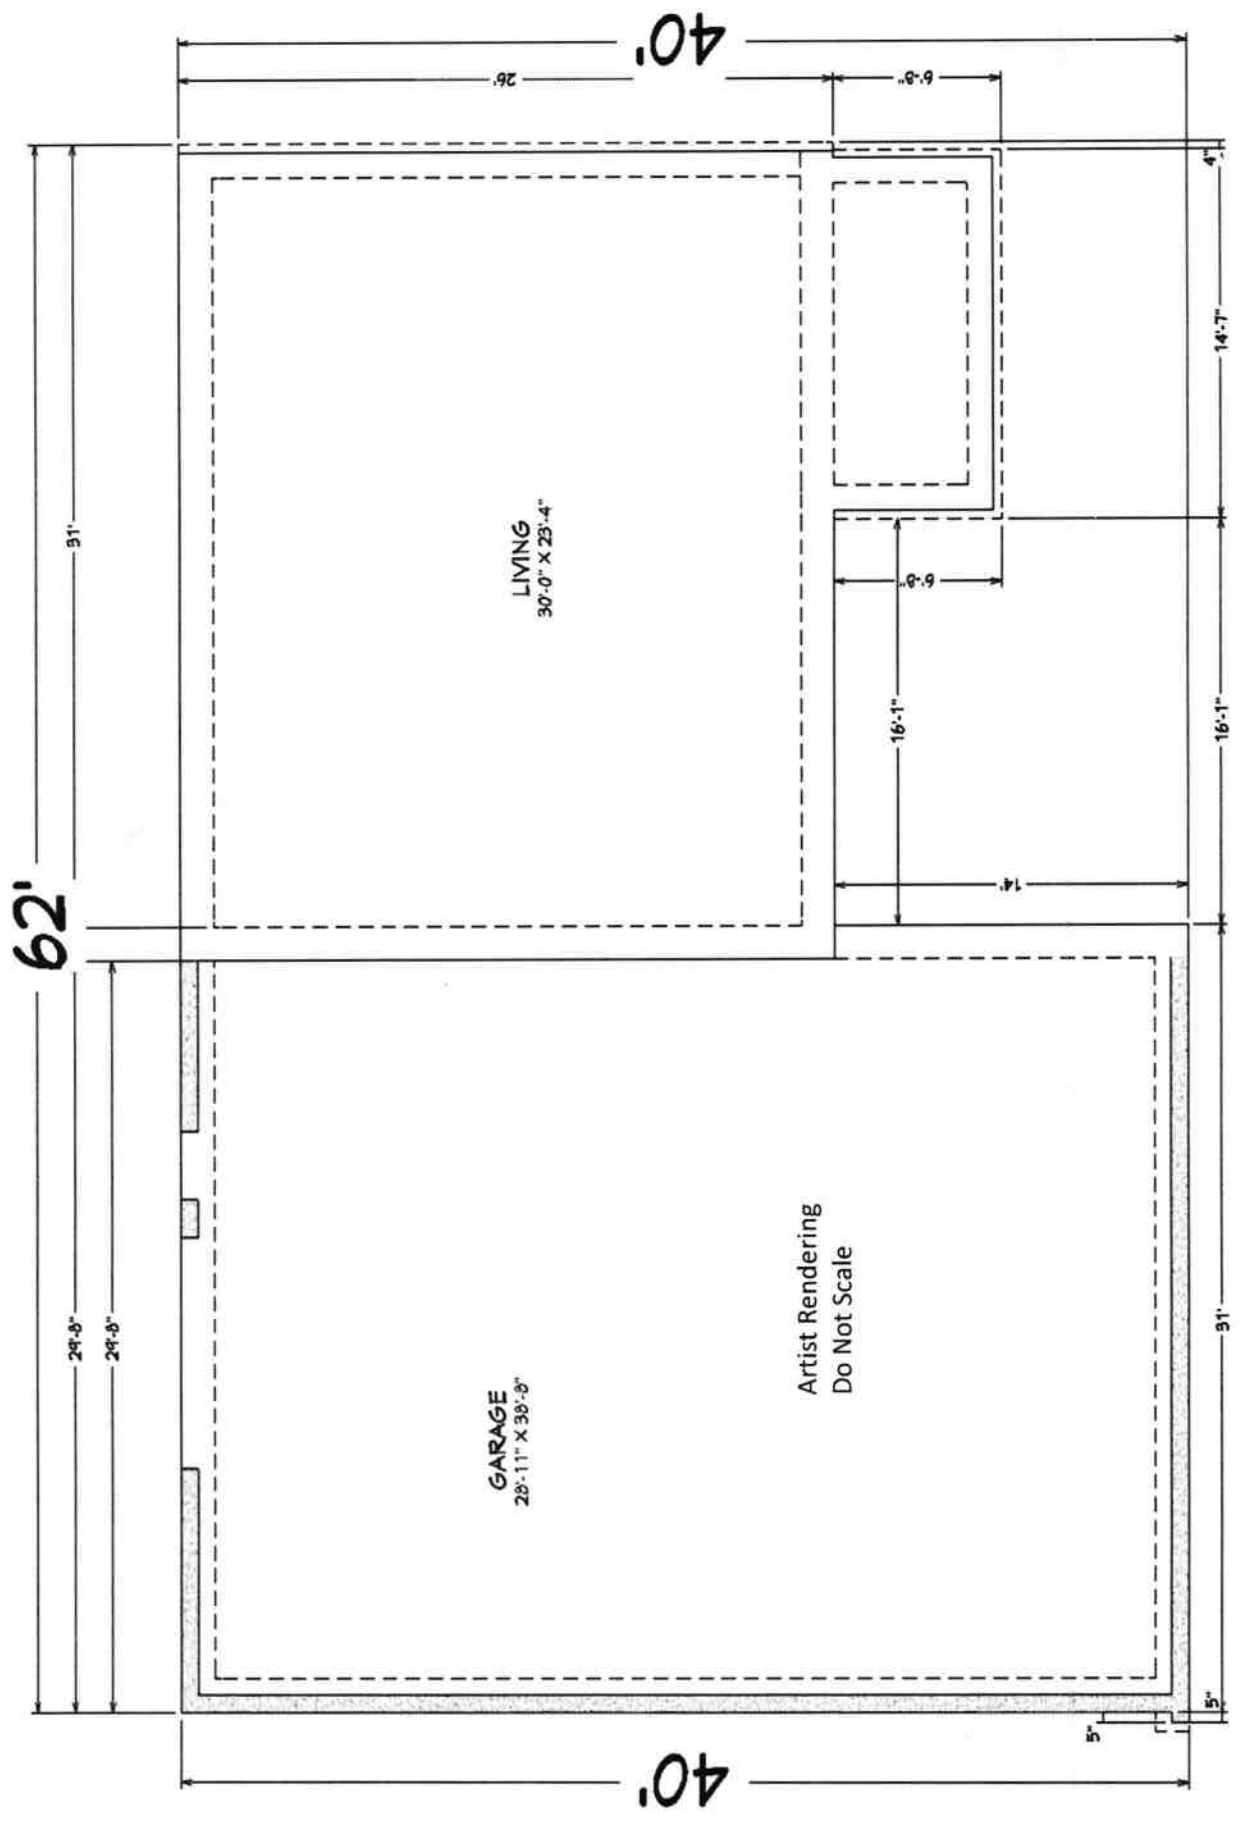 62'
31'
29'-8"
29'-8"
40'
26'
6'-8"
LIVING
30'-0" X 23'-4"
6'-8"
16'-1"
14'
GARAGE
28'-11" X 38'-8"
Artist Rendering
Do Not Scale
4"
14'-7"
16'-1"
31'
5"
5"
40'